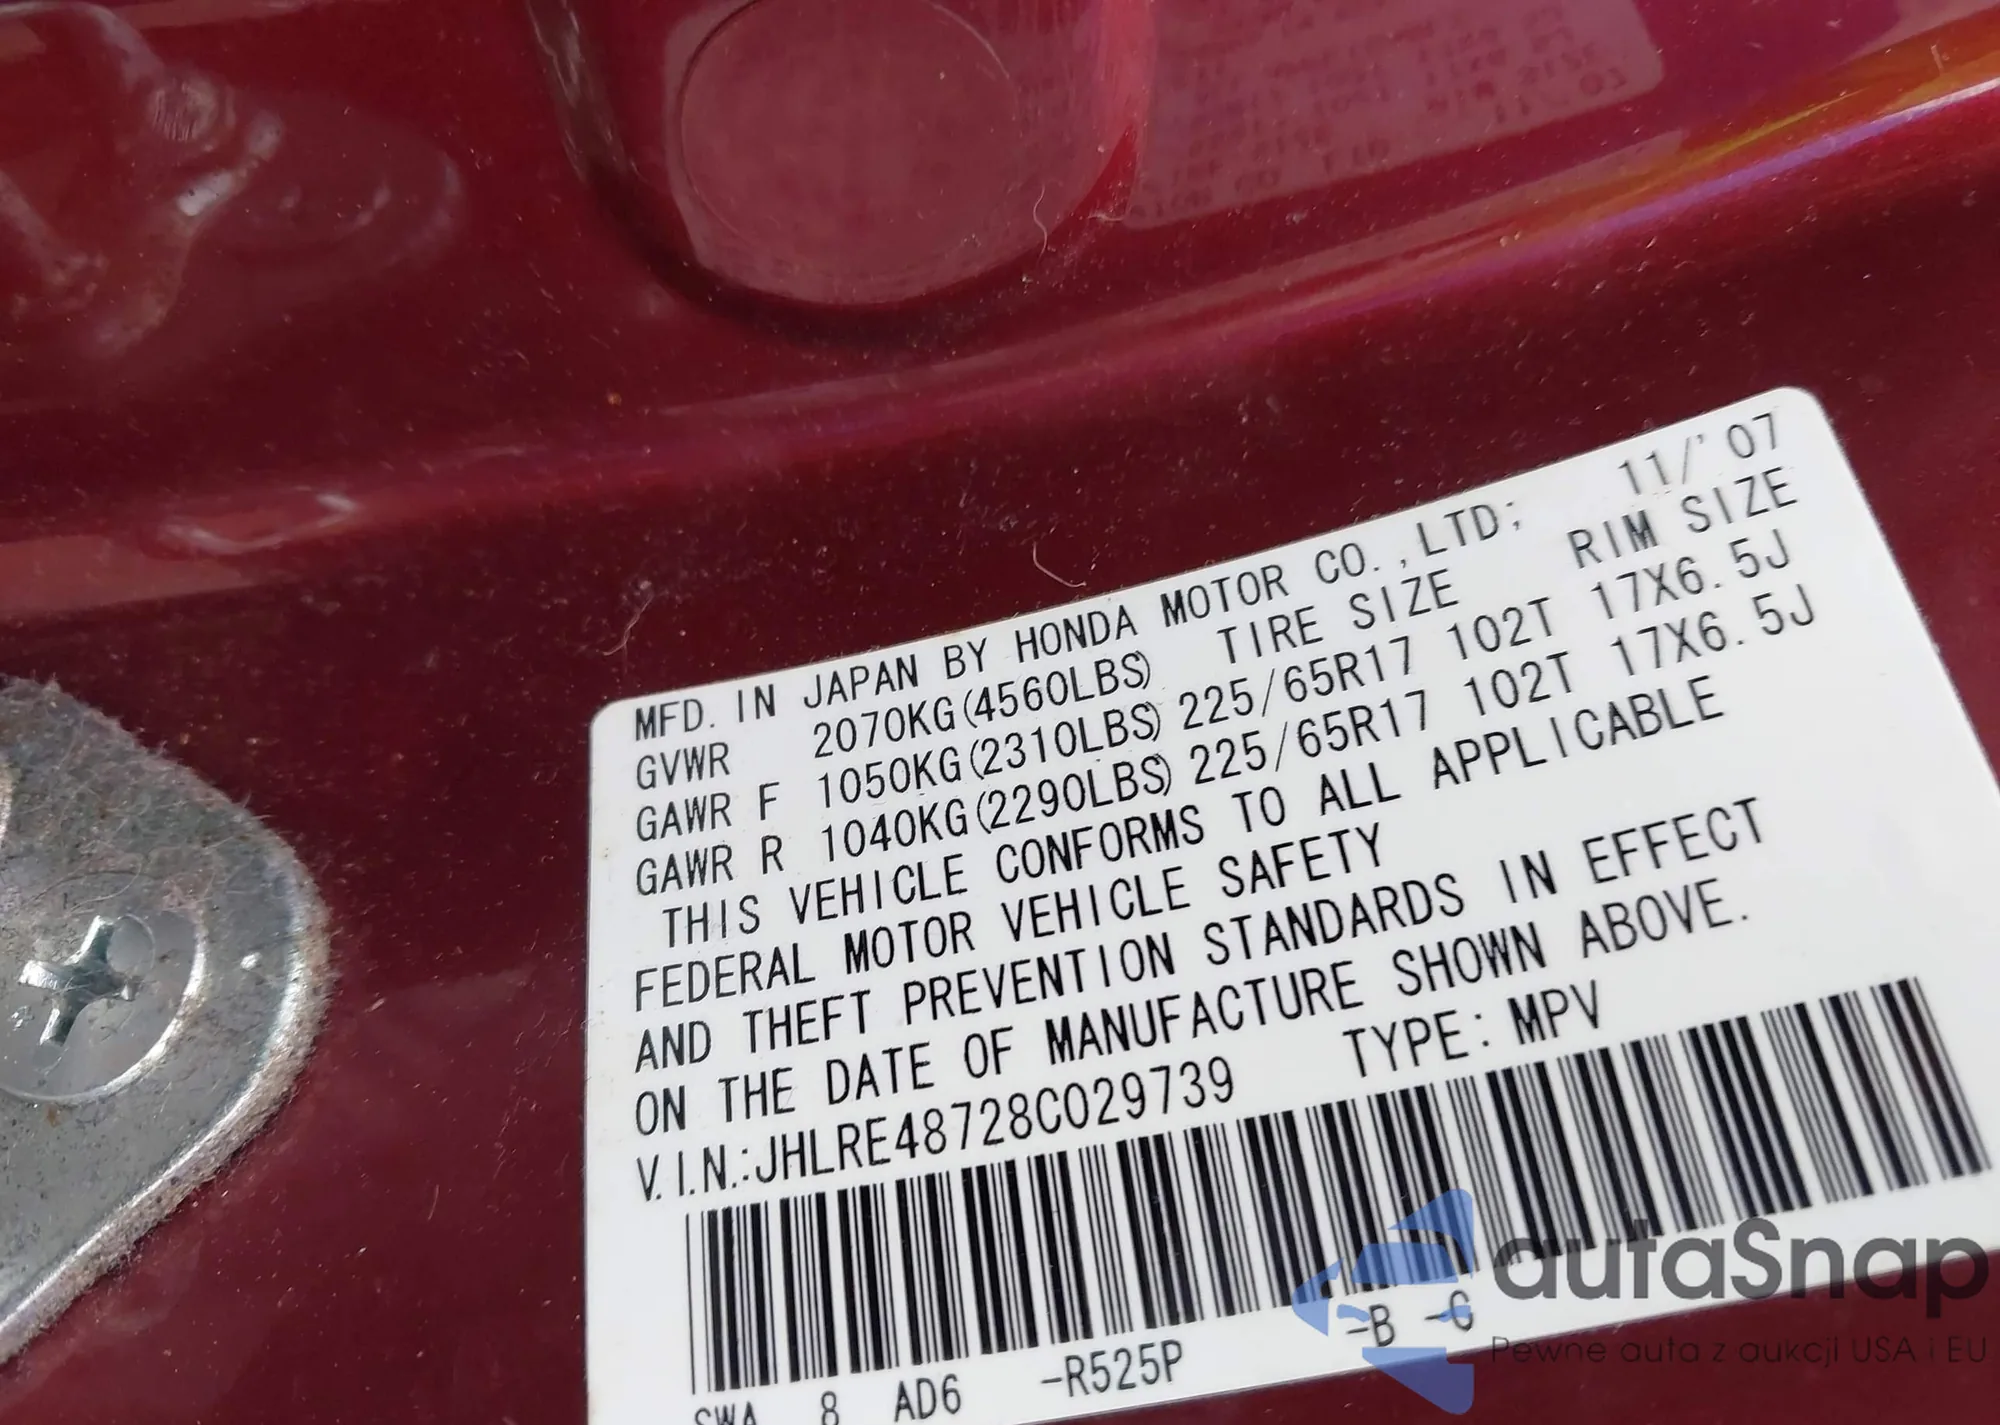 MFD. IN JAPAN BY HONDA MOTOR CO.,LTD; 11/'07
GVWR 2070KG(4560LBS) TIRE SIZE RIM SIZE
GAWR F 1050KG(2310LBS) 225/65R17 102T 17X6.5J
GAWR R 1040KG(2290LBS) 225/65R17 102T 17X6.5J
THIS VEHICLE CONFORMS TO ALL APPLICABLE
FEDERAL MOTOR VEHICLE SAFETY
AND THEFT PREVENTION STANDARDS IN EFFECT
ON THE DATE OF MANUFACTURE SHOWN ABOVE.
V.I.N.:JHLRE48728C029739 TYPE: MPV
SWA 8 AD6 -R525P -B -C
autaSnap
Pewne auta z aukcji USA i EU